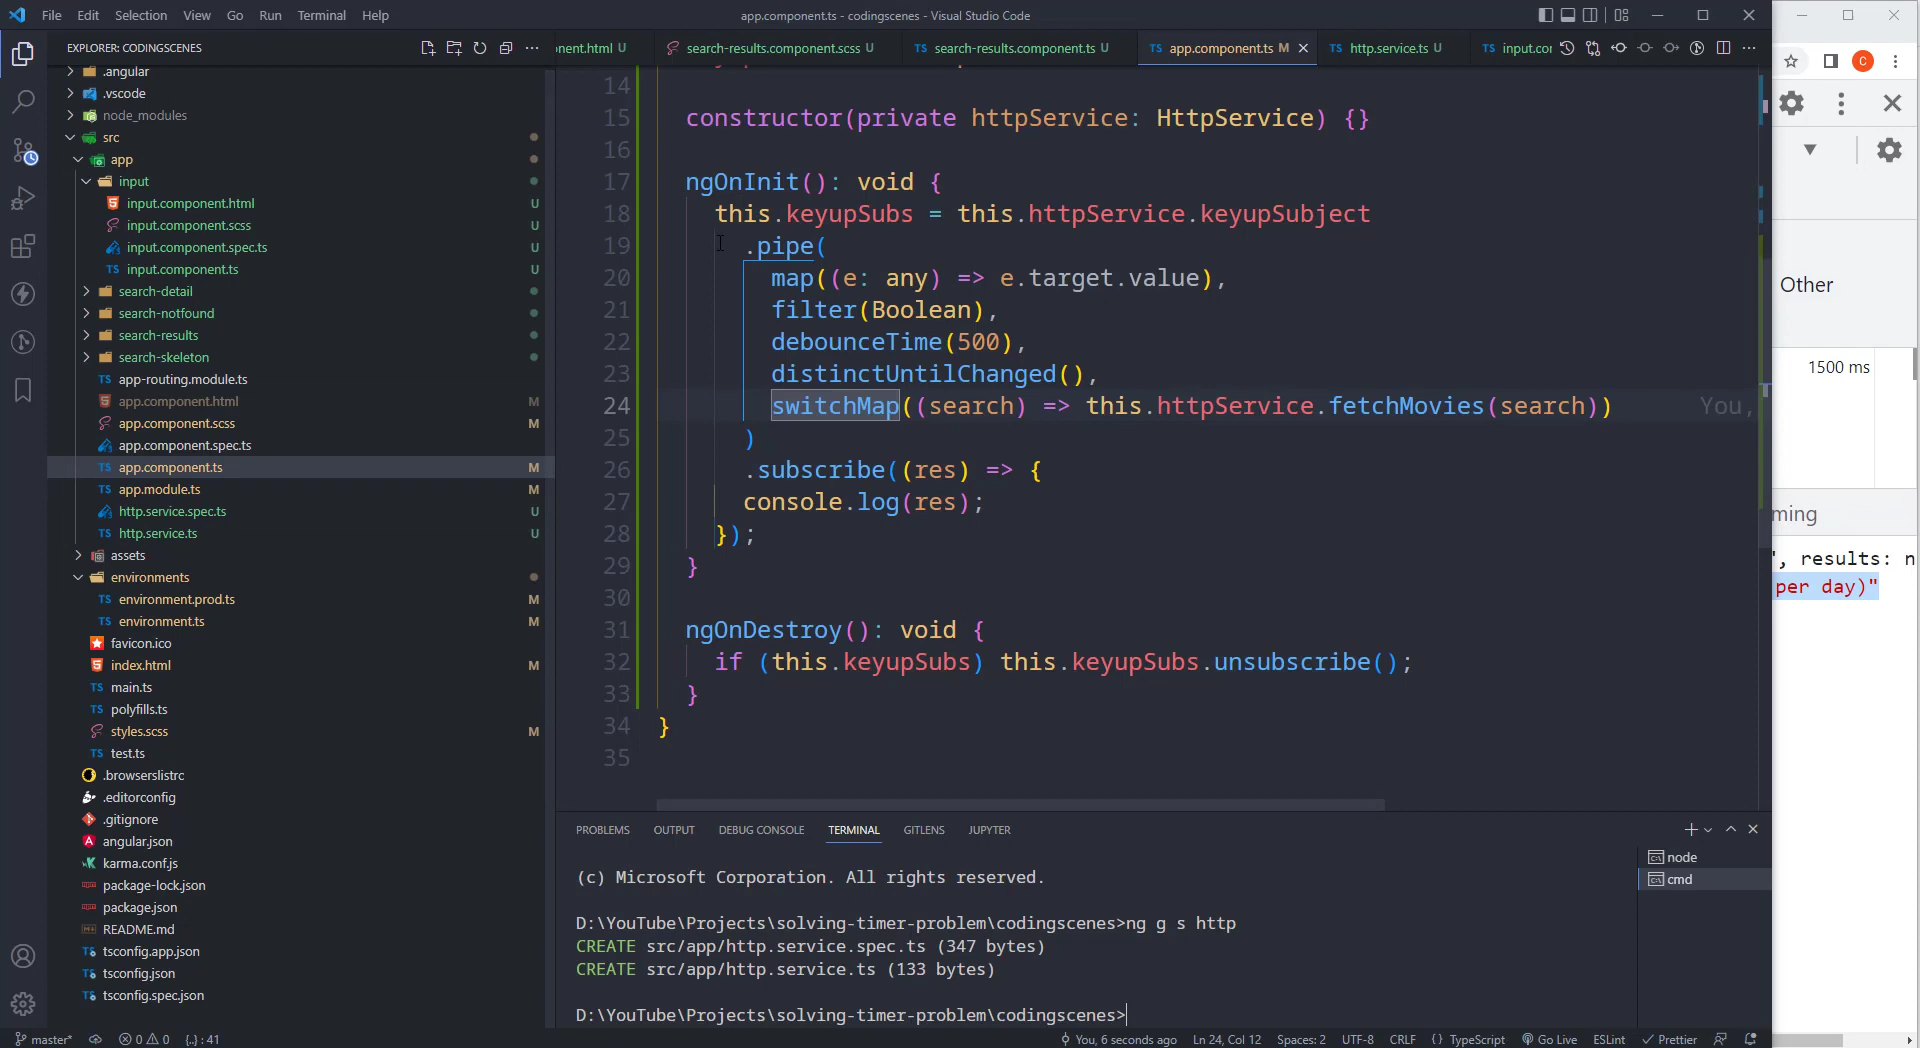 File Edit Selection View Go Run Terminal Help
app.component.ts - codingscenes - Visual Studio Code
EXPLORER: CODINGSCENES
.angular
.vscode
node_modules
src
app
input
input.component.html U
input.component.scss U
input.component.spec.ts U
input.component.ts U
search-detail
search-notfound
search-results
search-skeleton
app-routing.module.ts
app.component.html M
app.component.scss M
app.component.spec.ts
TS app.component.ts M
TS app.module.ts M
http.service.spec.ts U
TS http.service.ts U
assets
environments
TS environment.prod.ts M
TS environment.ts M
favicon.ico
index.html M
TS main.ts
TS polyfills.ts
styles.scss M
TS test.ts
.browserslistrc
.editorconfig
.gitignore
angular.json
karma.conf.js
package-lock.json
package.json
README.md
tsconfig.app.json
tsconfig.json
tsconfig.spec.json
onent.html U search-results.component.scss U TS search-results.component.ts U TS app.component.ts M TS http.service.ts U TS input.cor
14
15 constructor(private httpService: HttpService) {}
16
17 ngOnInit(): void {
18 this.keyupSubs = this.httpService.keyupSubject
19 .pipe(
20 map((e: any) => e.target.value),
21 filter(Boolean),
22 debounceTime(500),
23 distinctUntilChanged(),
24 switchMap((search) => this.httpService.fetchMovies(search)) You,
25 )
26 .subscribe((res) => {
27 console.log(res);
28 });
29 }
30
31 ngOnDestroy(): void {
32 if (this.keyupSubs) this.keyupSubs.unsubscribe();
33 }
34 }
35
PROBLEMS OUTPUT DEBUG CONSOLE TERMINAL GITLENS JUPYTER
node
cmd
(c) Microsoft Corporation. All rights reserved.
D:\YouTube\Projects\solving-timer-problem\codingscenes>ng g s http
CREATE src/app/http.service.spec.ts (347 bytes)
CREATE src/app/http.service.ts (133 bytes)
D:\YouTube\Projects\solving-timer-problem\codingscenes>
master* 0 0 {..} : 41 You, 6 seconds ago Ln 24, Col 12 Spaces: 2 UTF-8 CRLF {} TypeScript Go Live ESLint Prettier
C
Other
1500 ms
ming
", results: n
per day)"